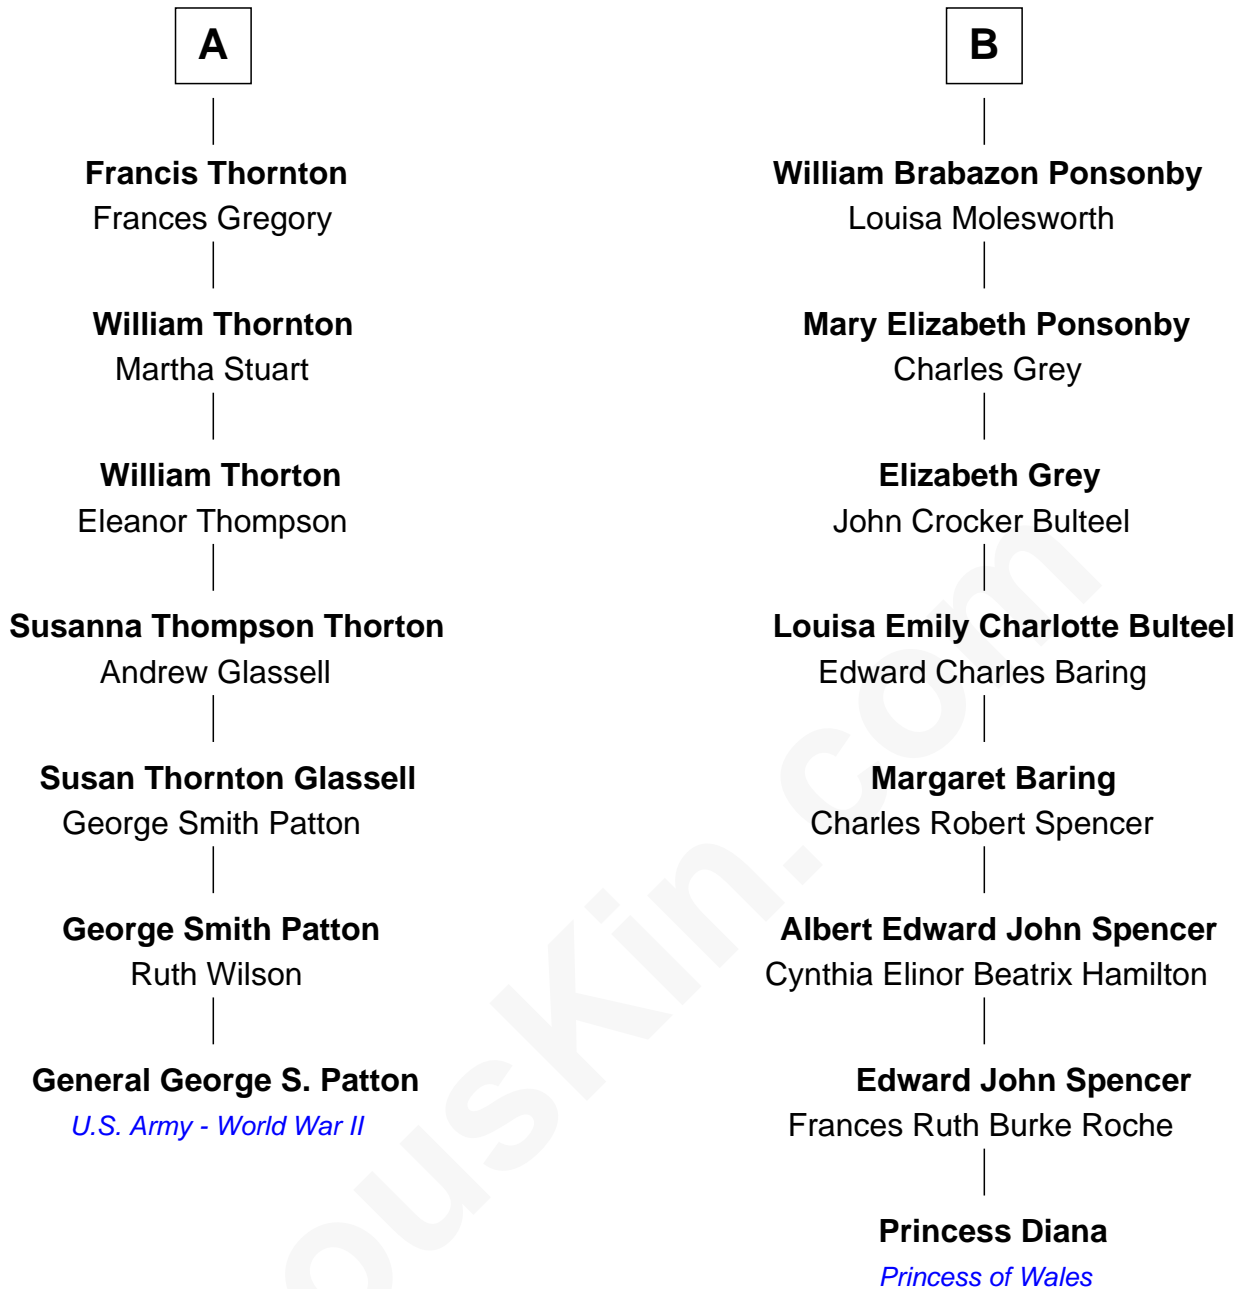 A
Francis Thornton
Frances Gregory
William Thornton
Martha Stuart
William Thorton
Eleanor Thompson
Susanna Thompson Thorton
Andrew Glassell
Susan Thornton Glassell
George Smith Patton
George Smith Patton
Ruth Wilson
General George S. Patton
U.S. Army - World War II
B
William Brabazon Ponsonby
Louisa Molesworth
Mary Elizabeth Ponsonby
Charles Grey
Elizabeth Grey
John Crocker Bulteel
Louisa Emily Charlotte Bulteel
Edward Charles Baring
Margaret Baring
Charles Robert Spencer
Albert Edward John Spencer
Cynthia Elinor Beatrix Hamilton
Edward John Spencer
Frances Ruth Burke Roche
Princess Diana
Princess of Wales
ousKin.com